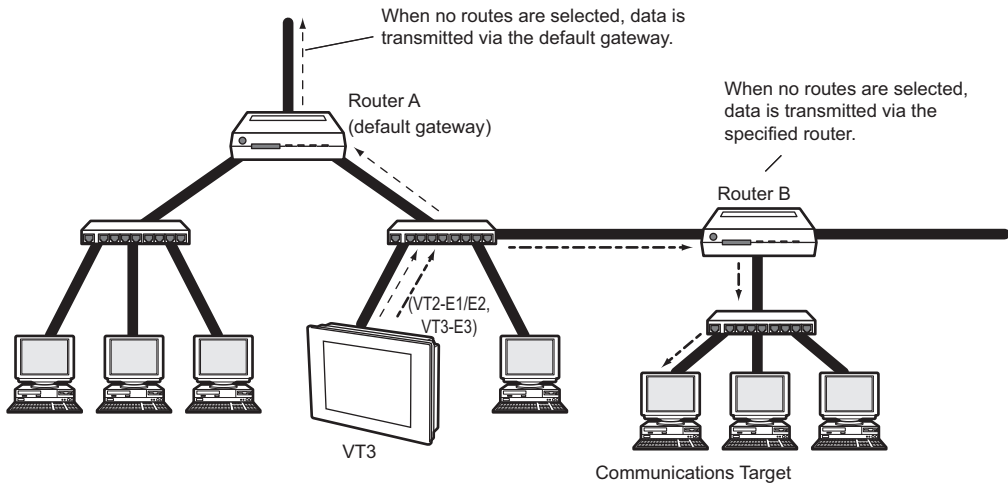 When no routes are selected, data is
transmitted via the default gateway.
Router A
(default gateway)
When no routes are selected,
data is transmitted via the
specified router.
Router B
(VT2-E1/E2,
VT3-E3)
VT3
Communications Target